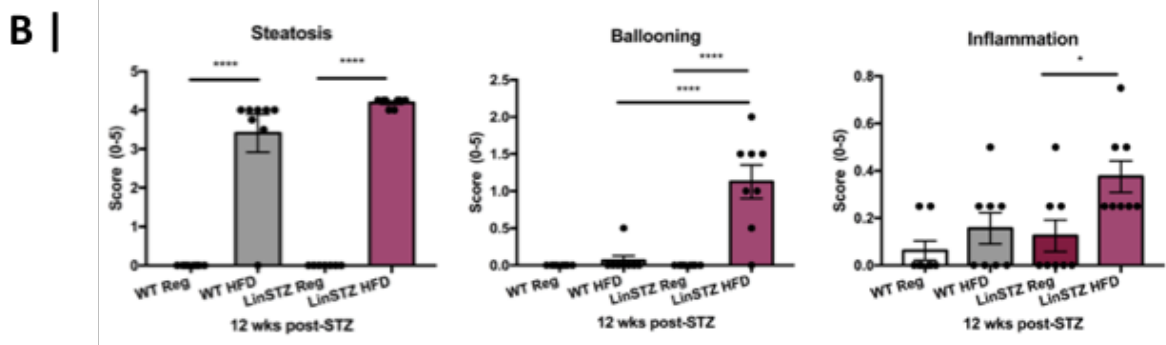 B |
Steatosis
****
****
Score (0-5)
5
4
3
2
1
0
WT Reg
WT HFD
LinSTZ Reg
LinSTZ HFD
12 wks post-STZ
Ballooning
****
****
Score (0-5)
2.5
2.0
1.5
1.0
0.5
0.0
WT Reg
WT HFD
LinSTZ Reg
LinSTZ HFD
12 wks post-STZ
Inflammation
*
Score (0-5)
0.8
0.6
0.4
0.2
0.0
WT Reg
WT HFD
LinSTZ Reg
LinSTZ HFD
12 wks post-STZ